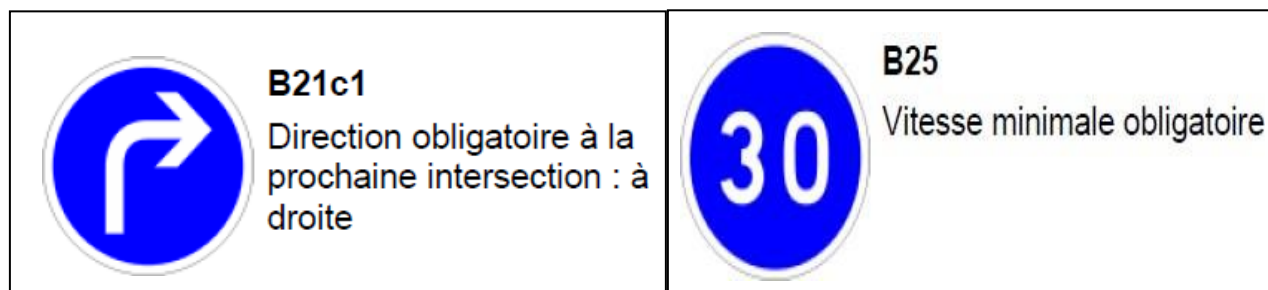 B21c1
Direction obligatoire à la
prochaine intersection : à
droite
30
B25
Vitesse minimale obligatoire